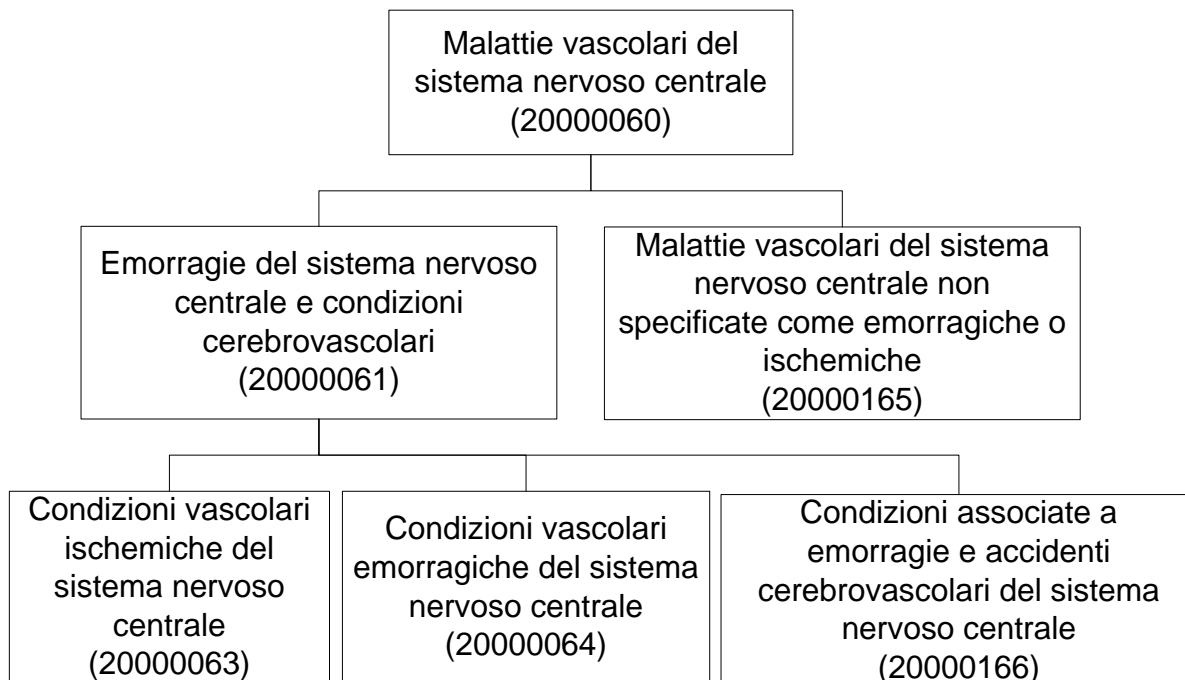 Malattie vascolari del
sistema nervoso centrale
(20000060)
Emorragie del sistema nervoso
centrale e condizioni
cerebrovascolari
(20000061)
Malattie vascolari del sistema
nervoso centrale non
specificate come emorragiche o
ischemiche
(20000165)
Condizioni vascolari
ischemiche del
sistema nervoso
centrale
(20000063)
Condizioni vascolari
emorragiche del sistema
nervoso centrale
(20000064)
Condizioni associate a
emorragie e accidenti
cerebrovascolari del sistema
nervoso centrale
(20000166)